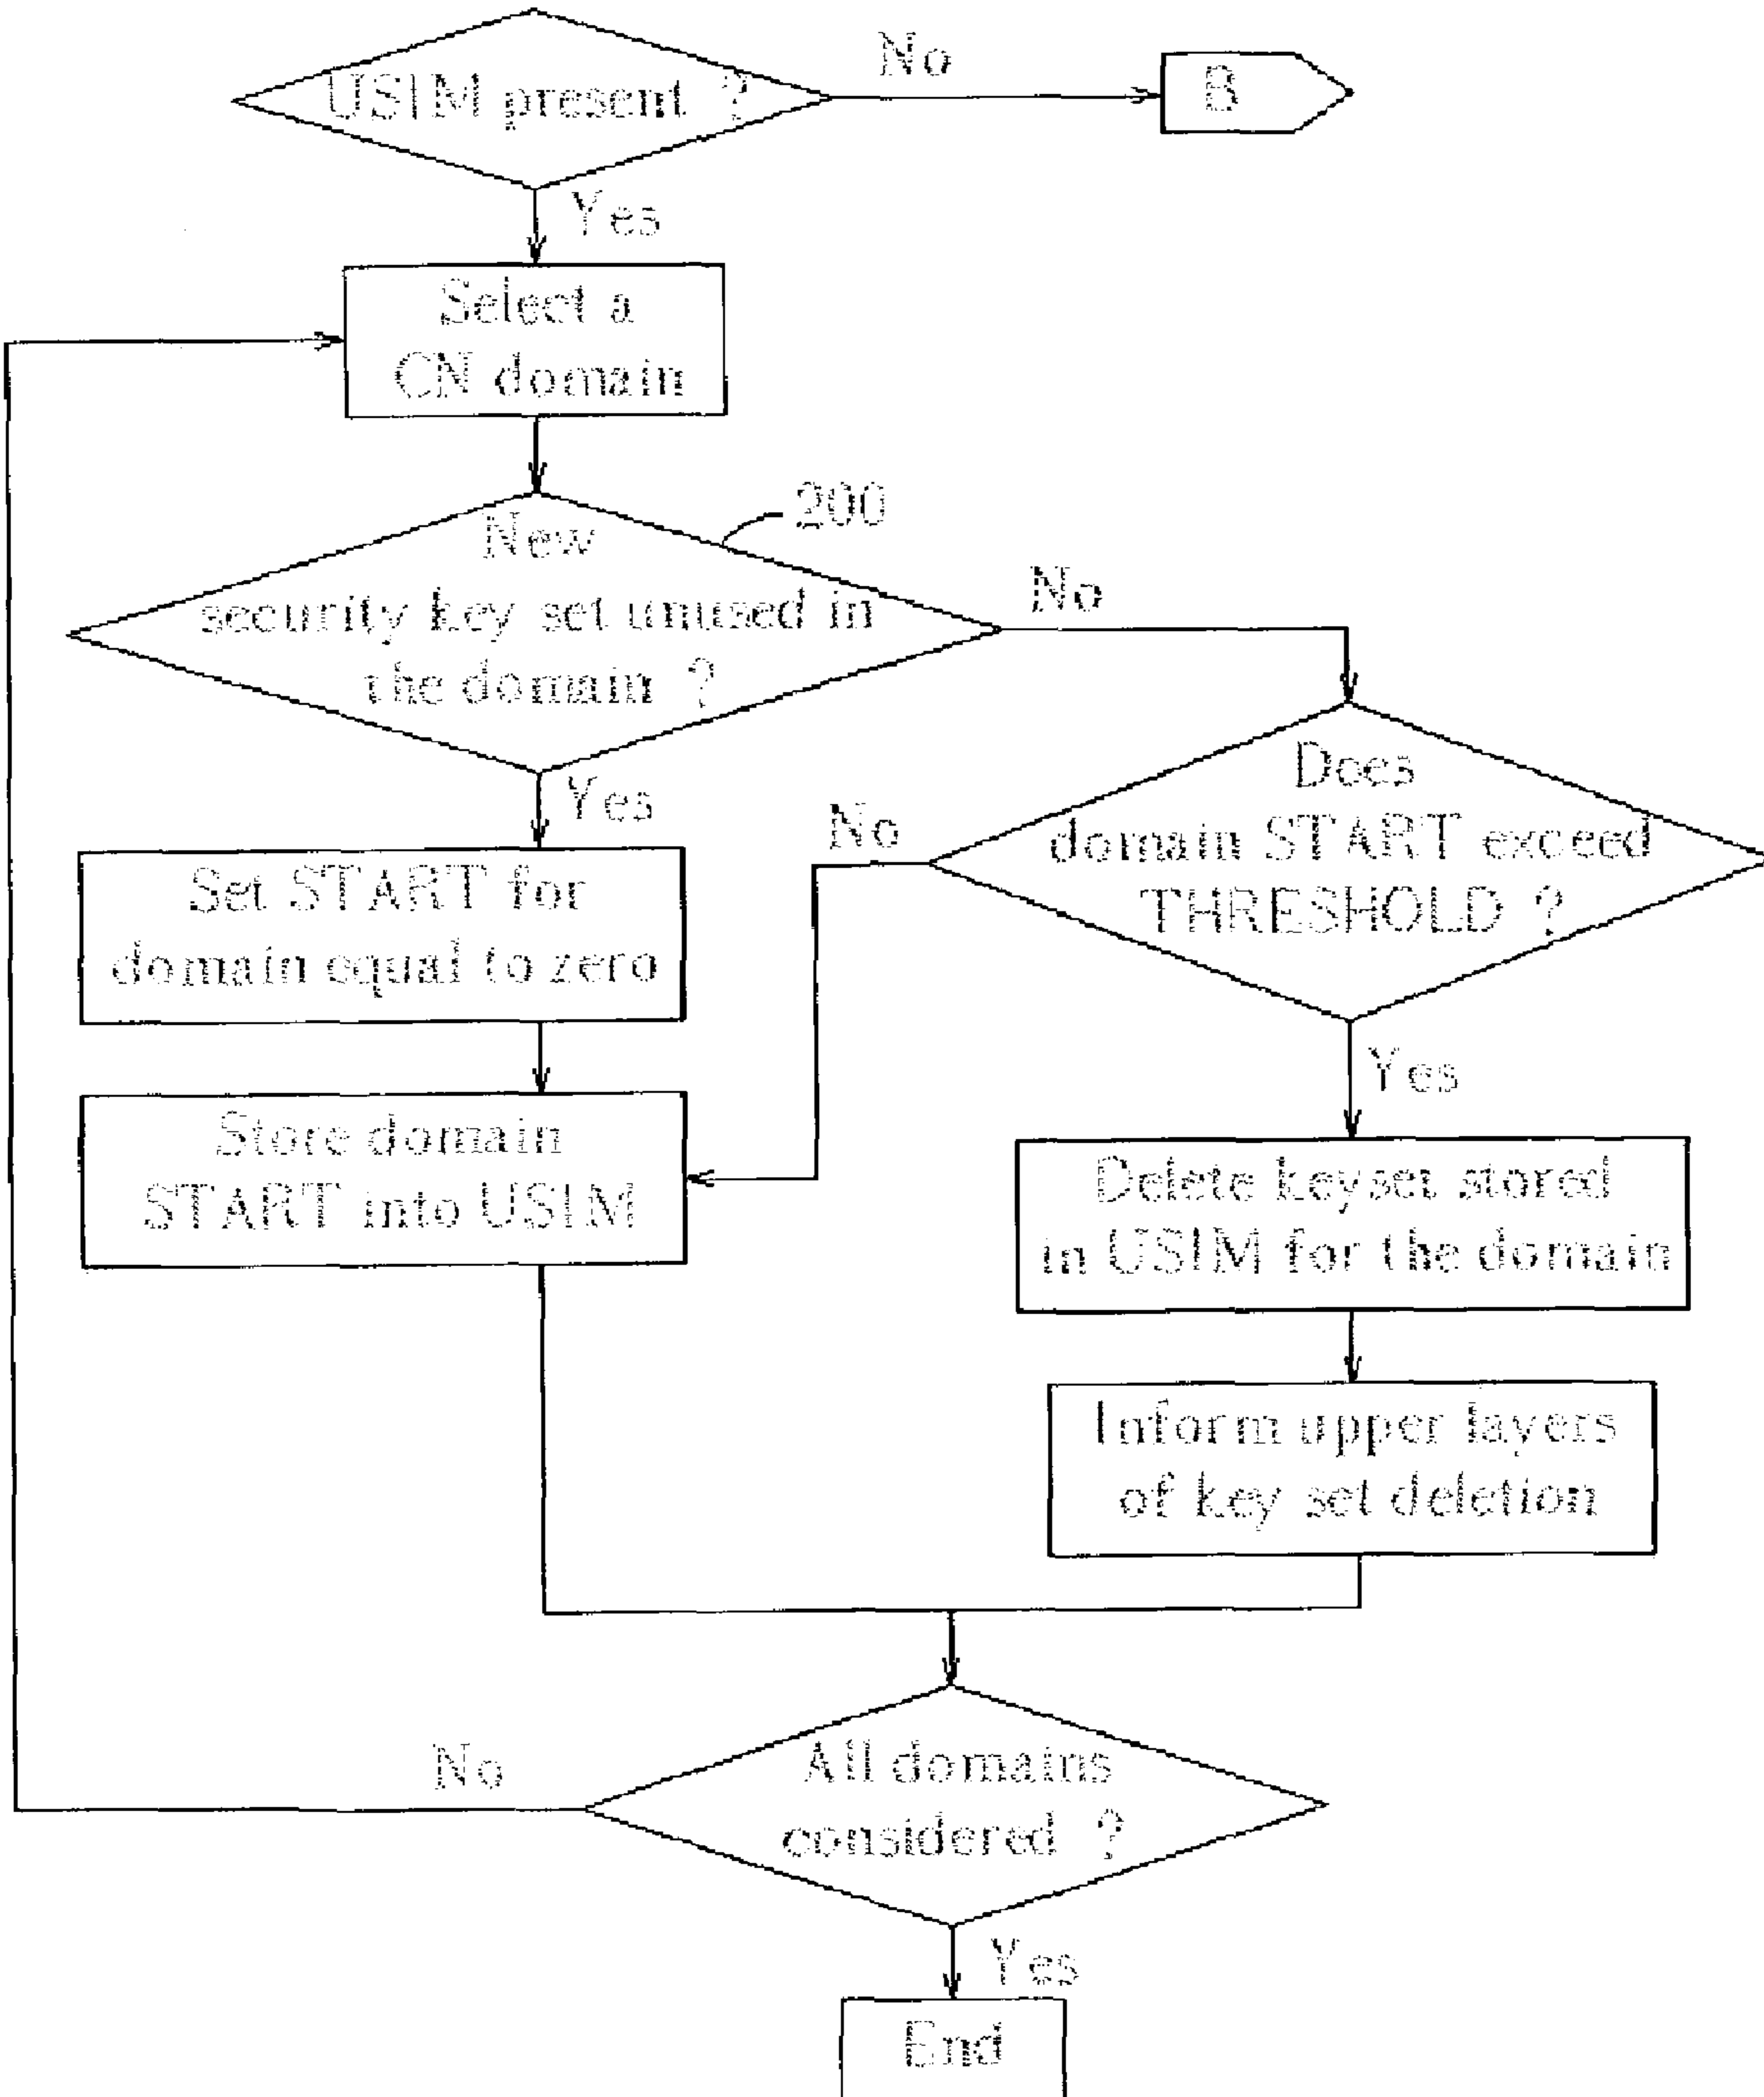 USIM present ?
No
B
Yes
Select a
CN domain
200
New
security key set unused in
the domain ?
No
Yes
Does
domain START exceed
THRESHOLD ?
No
Set START for
domain equal to zero
Yes
Store domain
START into USIM
Delete keyset stored
in USIM for the domain
Inform upper layers
of key set deletion
All domains
considered ?
No
Yes
End